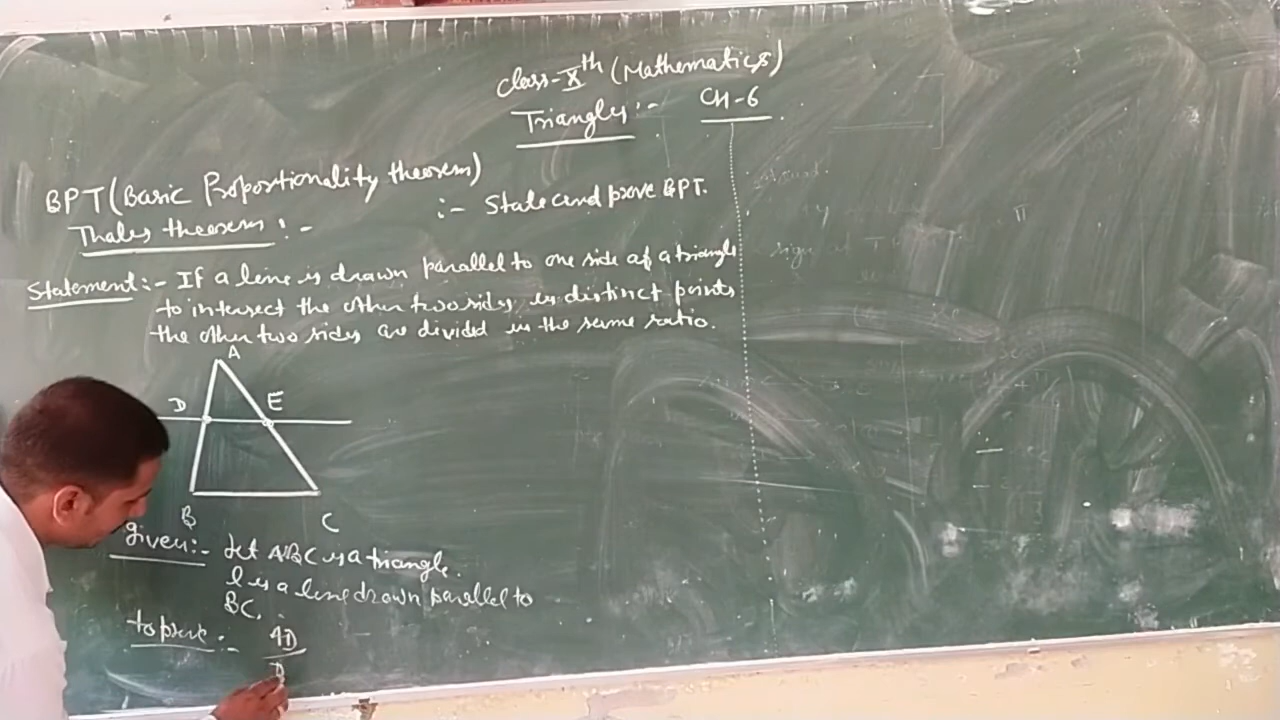 Class-Xth (Mathematics)
Triangles :- CH-6
BPT (Basic Proportionality theorem)
Thales theorem :-
:- State and prove BPT.
Statement :- If a line is drawn parallel to one side of a triangle
to intersect the other two sides in distinct points
the other two sides are divided in the same ratio.
A
D E
B C
given :- Let ABC is a triangle.
l is a line drawn parallel to
BC.
to prove :- AD
D